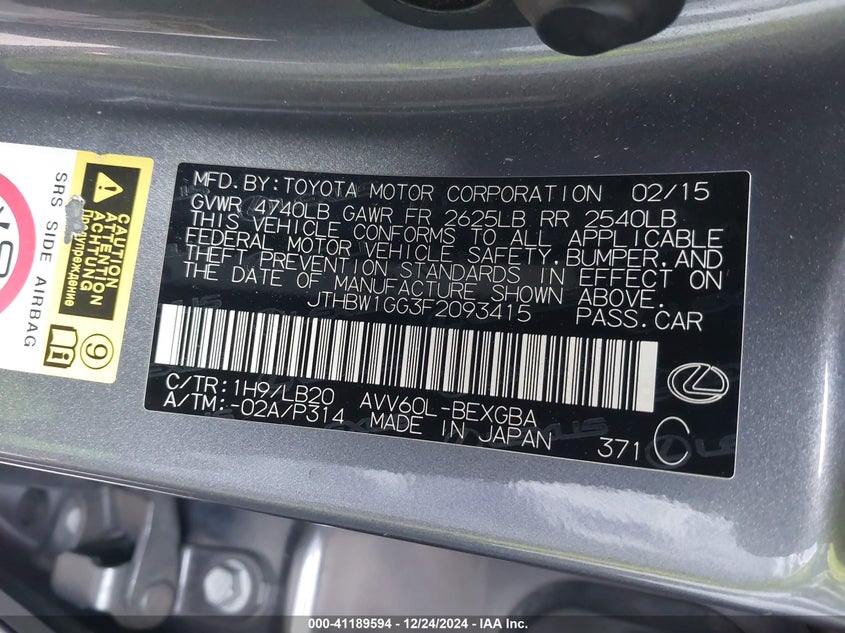 MFD.BY:TOYOTA MOTOR CORPORATION 02/15
GVWR 4740LB GAWR FR 2625LB RR 2540LB
THIS VEHICLE CONFORMS TO ALL APPLICABLE
FEDERAL MOTOR VEHICLE SAFETY,BUMPER,AND
THEFT PREVENTION STANDARDS IN EFFECT ON
THE DATE OF MANUFACTURE SHOWN ABOVE.
JTHBW1GG3F2093415 PASS.CAR
C/TR:1H9/LB20 AVV60L-BEXGBA
A/TM:-02A/P314 MADE IN JAPAN 371 C
SRS SIDE AIRBAG
CAUTION
ATTENTION
ACHTUNG
Предупреждение
9
000-41189594 - 12/24/2024 - IAA Inc.